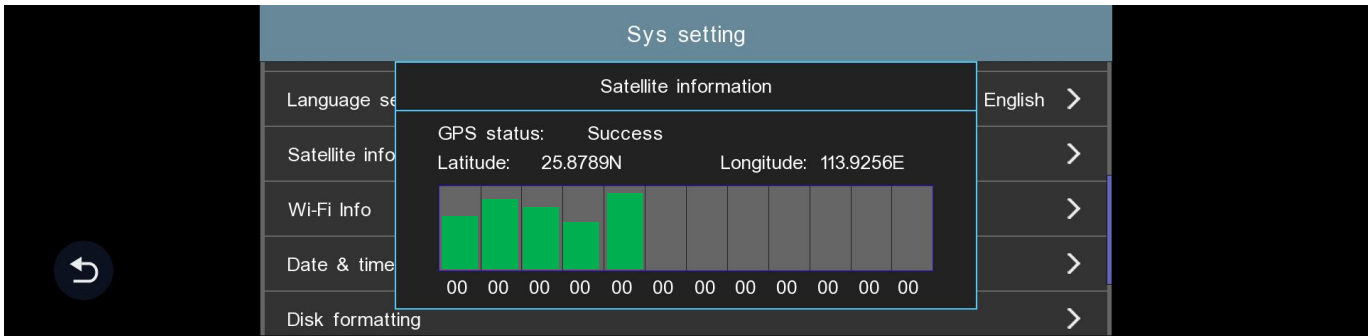 Sys setting
Language se
English
Satellite information
GPS status: Success
Latitude: 25.8789N Longitude: 113.9256E
00 00 00 00 00 00 00 00 00 00 00 00
Satellite info
Wi-Fi Info
Date & time
Disk formatting